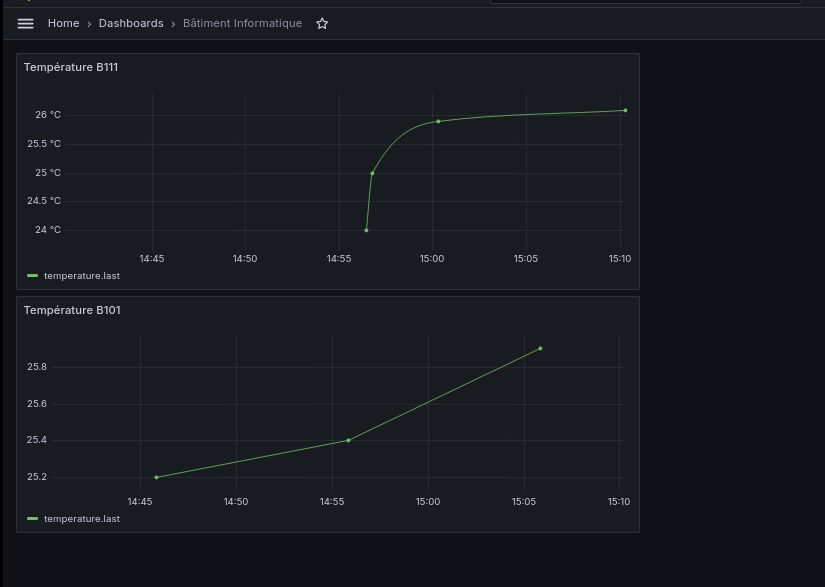 Home › Dashboards › Bâtiment Informatique
Température B111
26 °C
25.5 °C
25 °C
24.5 °C
24 °C
14:45 14:50 14:55 15:00 15:05 15:10
temperature.last
Température B101
25.8
25.6
25.4
25.2
14:45 14:50 14:55 15:00 15:05 15:10
temperature.last